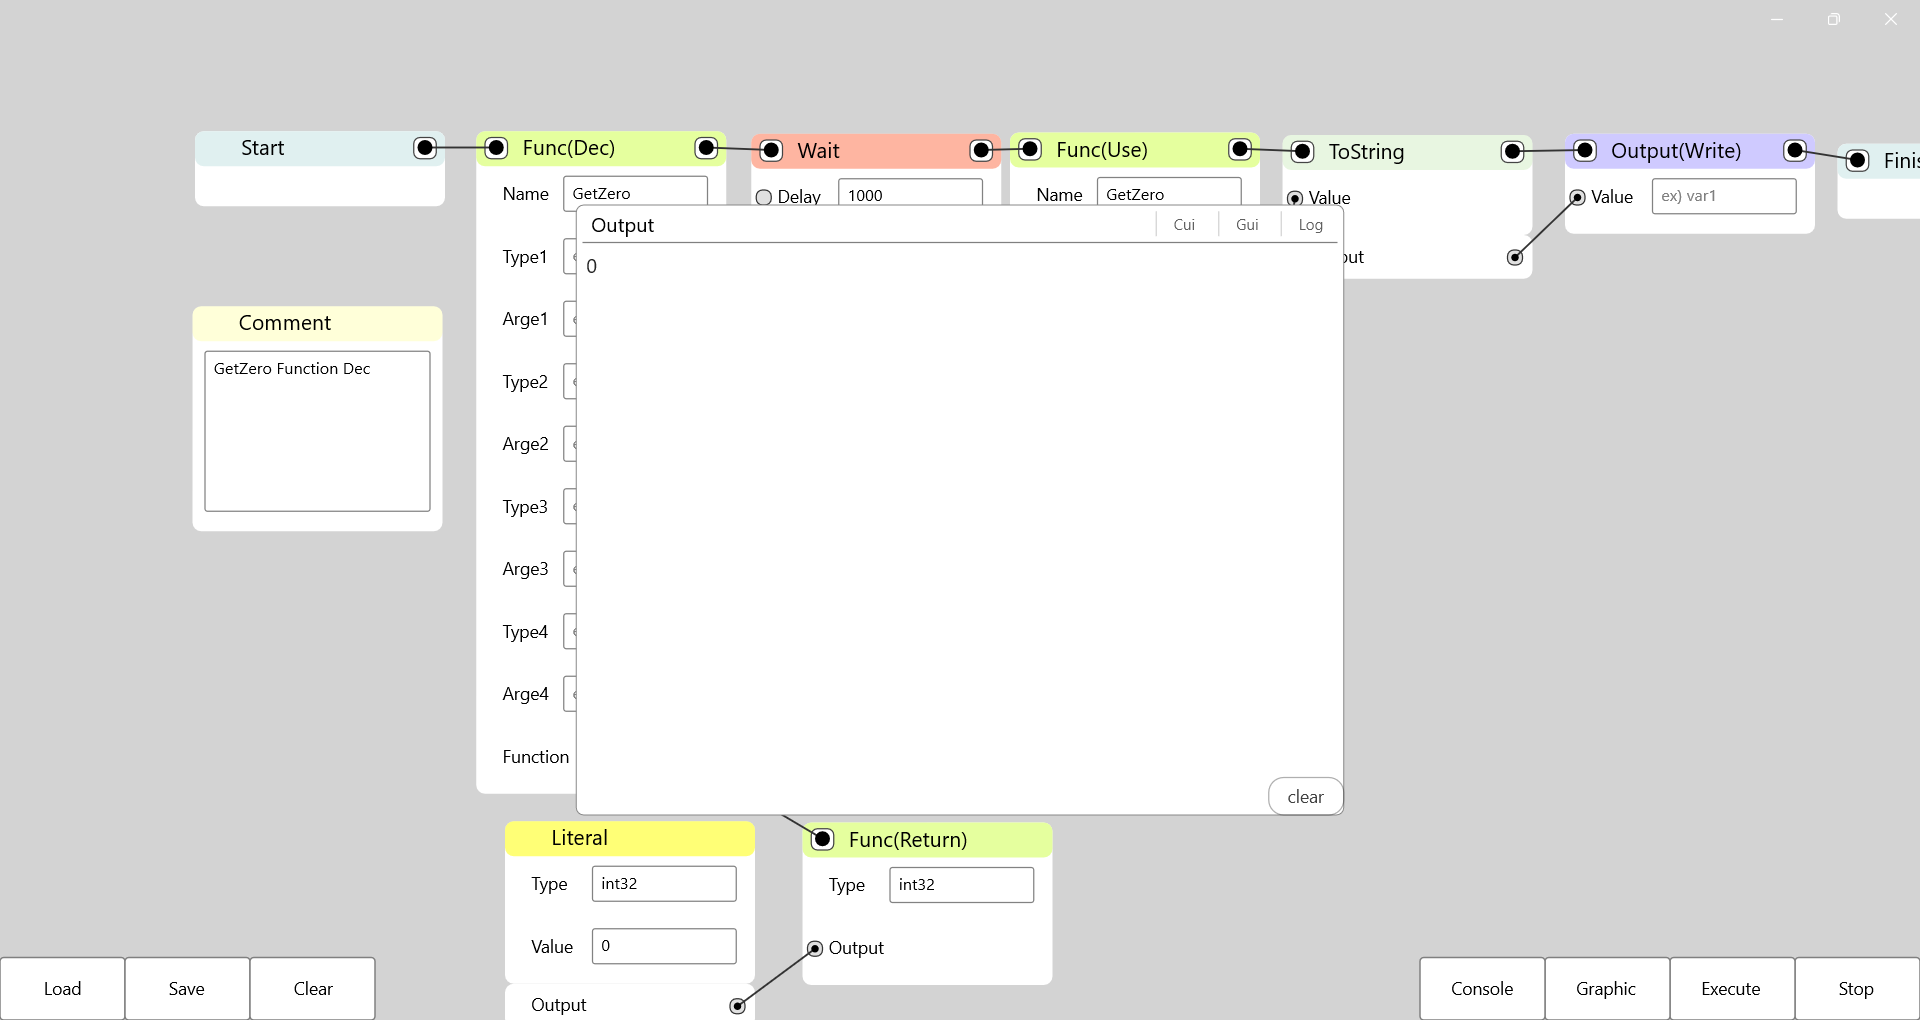 Start
Func(Dec)
Wait
Func(Use)
ToString
Output(Write)
Name
GetZero
Delay
1000
Name
GetZero
Value
Value
ex) var1
Output
Cui
Gui
Log
0
Type1
Arge1
Type2
Arge2
Type3
Arge3
Type4
Arge4
Function
Comment
GetZero Function Dec
clear
Literal
Type
int32
Value
0
Output
Func(Return)
Type
int32
Output
Load
Save
Clear
Console
Graphic
Execute
Stop